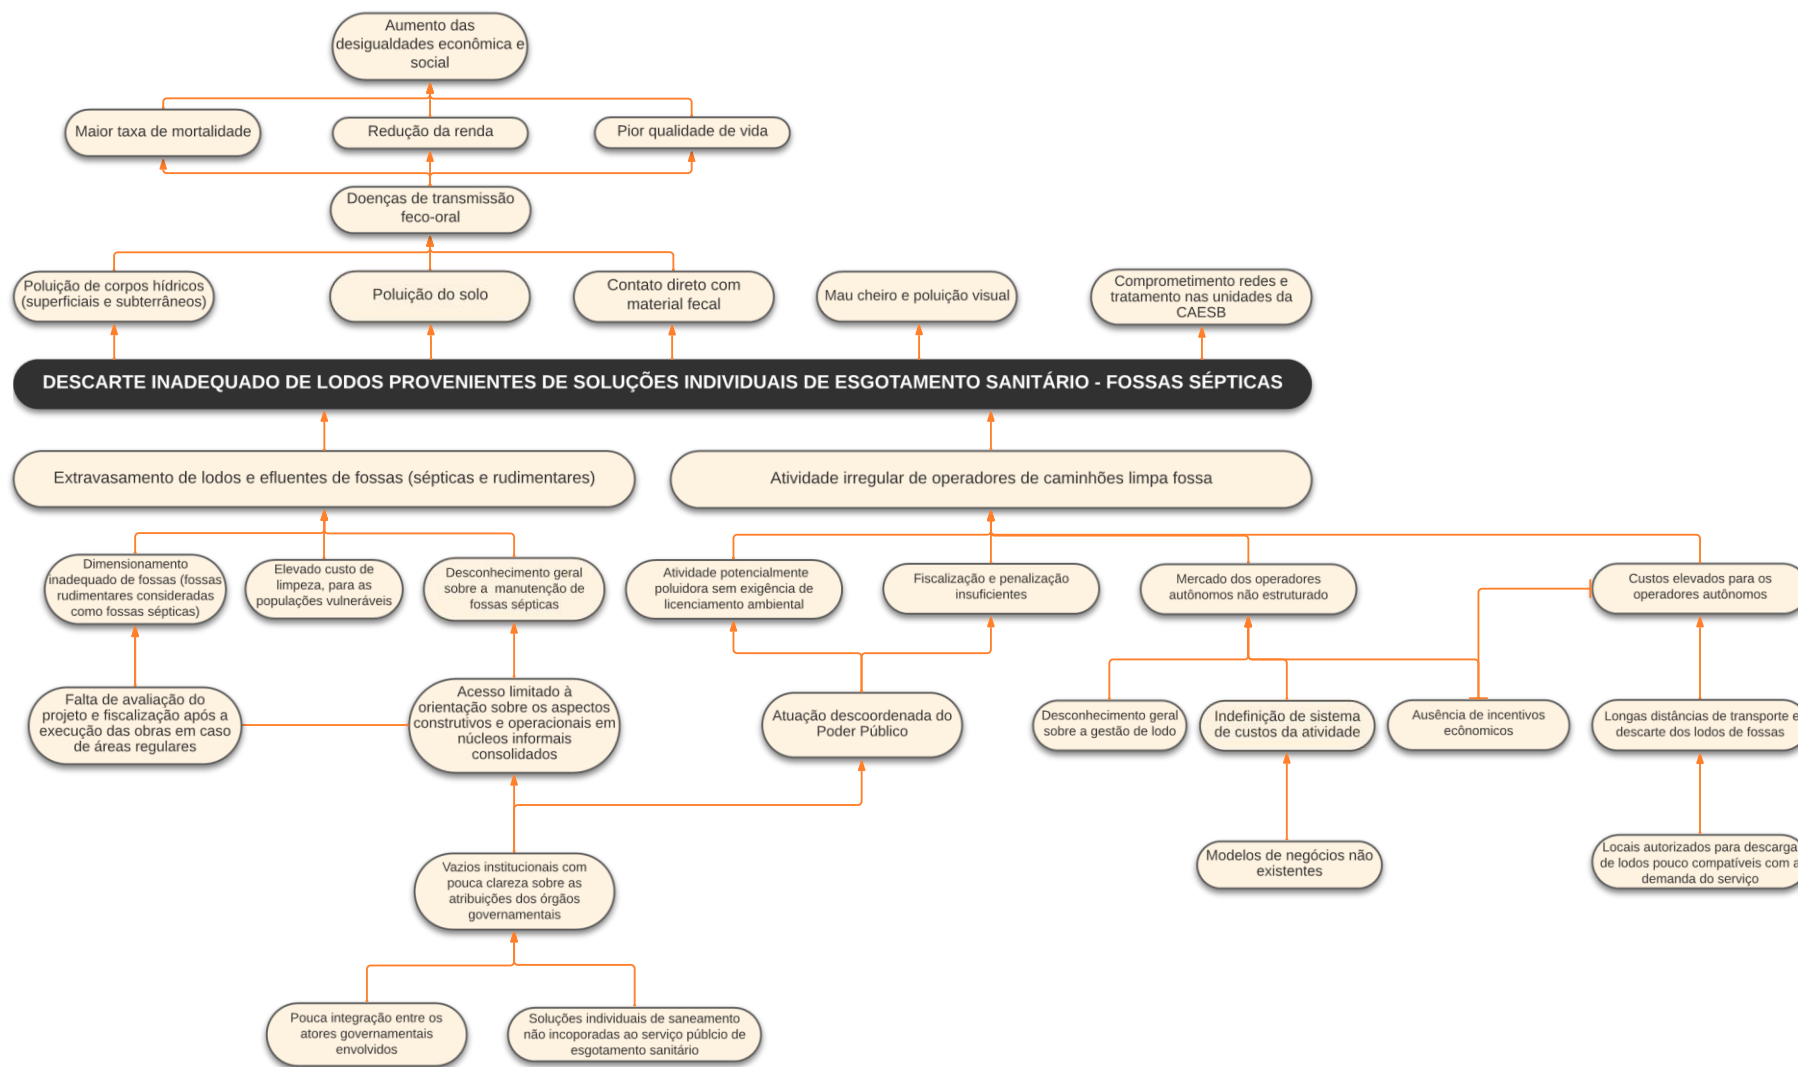 Aumento das
desigualdades econômica e
social
Maior taxa de mortalidade
Redução da renda
Pior qualidade de vida
Doenças de transmissão
feco-oral
Poluição de corpos hídricos
(superficiais e subterrâneos)
Poluição do solo
Contato direto com
material fecal
Mau cheiro e poluição visual
Comprometimento redes e
tratamento nas unidades da
CAESB
DESCARTE INADEQUADO DE LODOS PROVENIENTES DE SOLUÇÕES INDIVIDUAIS DE ESGOTAMENTO SANITÁRIO - FOSSAS SÉPTICAS
Extravasamento de lodos e efluentes de fossas (sépticas e rudimentares)
Atividade irregular de operadores de caminhões limpa fossa
Dimensionamento
inadequado de fossas (fossas
rudimentares consideradas
como fossas sépticas)
Elevado custo de
limpeza, para as
populações vulneráveis
Desconhecimento geral
sobre a manutenção de
fossas sépticas
Atividade potencialmente
poluidora sem exigência de
licenciamento ambiental
Fiscalização e penalização
insuficientes
Mercado dos operadores
autônomos não estruturado
Custos elevados para os
operadores autônomos
Falta de avaliação do
projeto e fiscalização após a
execução das obras em caso
de áreas regulares
Acesso limitado à
orientação sobre os aspectos
construtivos e operacionais em
núcleos informais
consolidados
Atuação descoordenada do
Poder Público
Desconhecimento geral
sobre a gestão de lodo
Indefinição de sistema
de custos da atividade
Ausência de incentivos
ecônomicos
Longas distâncias de transporte e
descarte dos lodos de fossas
Vazios institucionais com
pouca clareza sobre as
atribuições dos órgãos
governamentais
Modelos de negócios não
existentes
Locais autorizados para descarga
de lodos pouco compatíveis com a
demanda do serviço
Pouca integração entre os
atores governamentais
envolvidos
Soluções individuais de saneamento
não incoporadas ao serviço públcio de
esgotamento sanitário